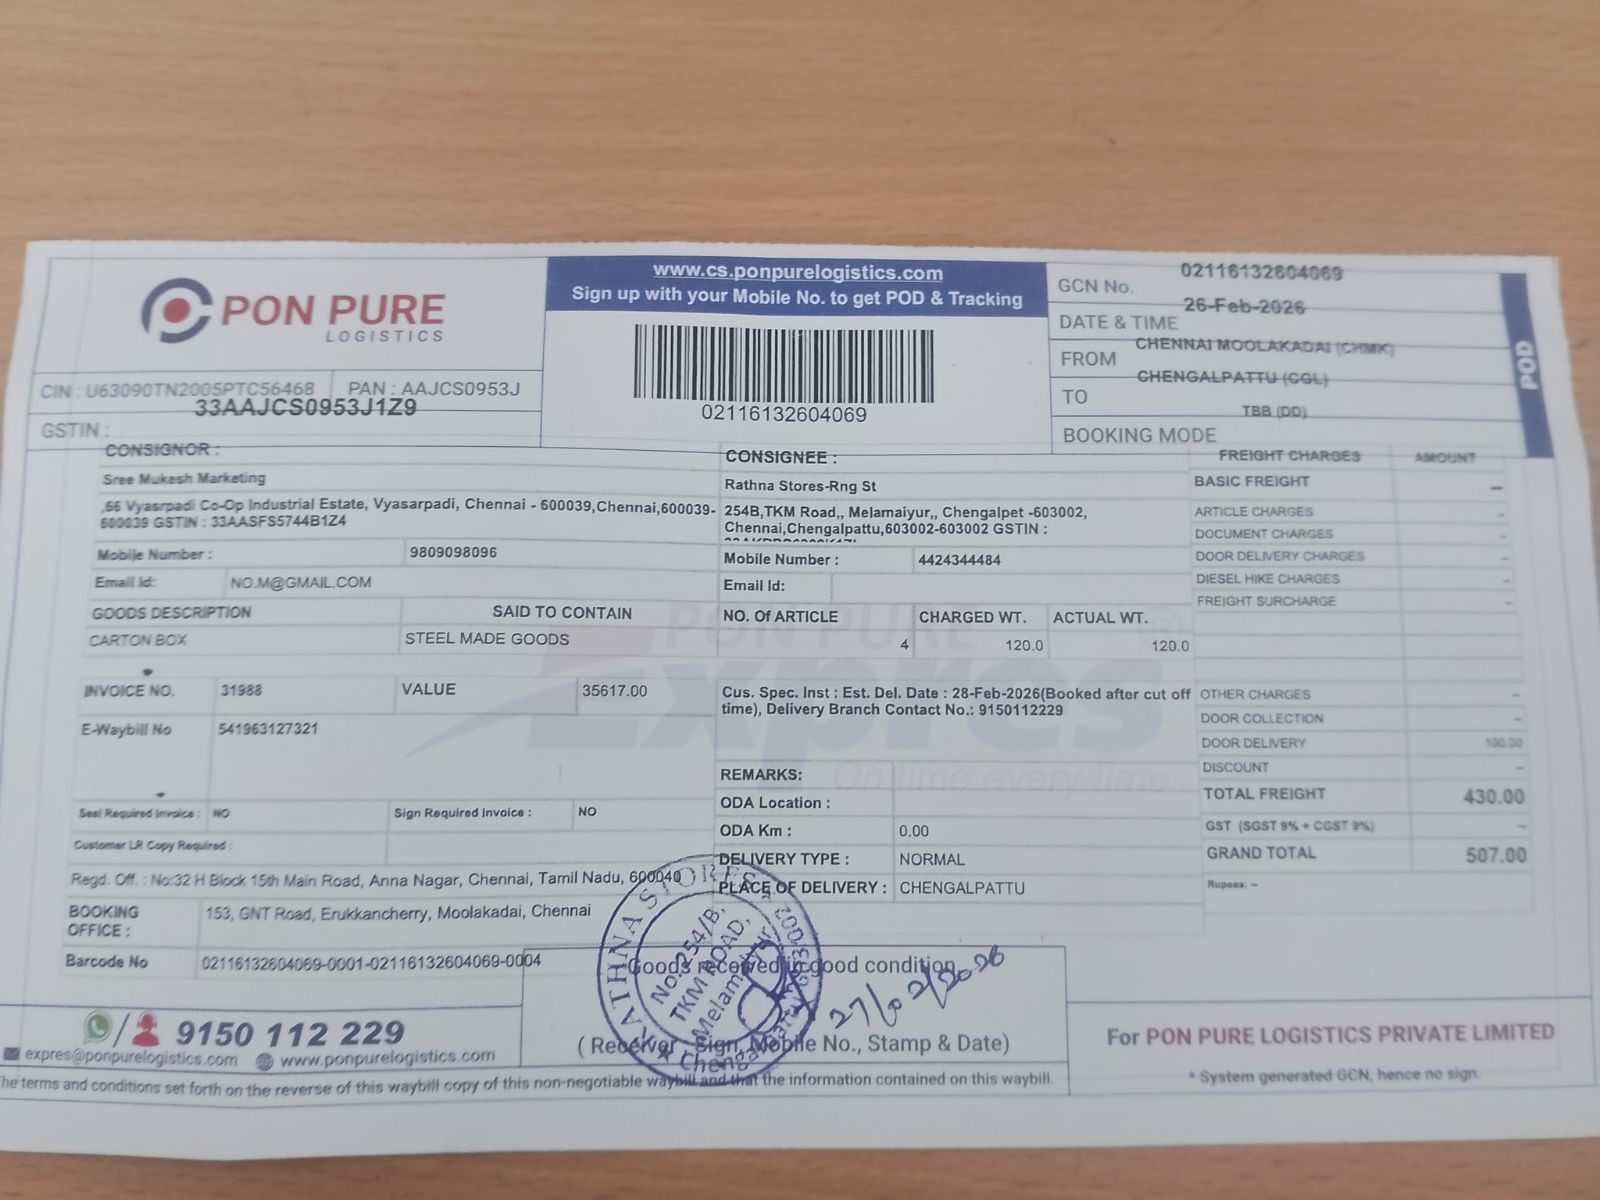 PON PURE
LOGISTICS
CIN : U63090TN2005PTC56468 PAN : AAJCS0953J
33AAJCS0953J1Z9
GSTIN :
www.cs.ponpurelogistics.com
Sign up with your Mobile No. to get POD & Tracking
02116132604069
GCN No. 02116132604069
DATE & TIME 26-Feb-2026
FROM CHENNAI MOOLAKADAI (CHMK)
TO CHENGALPATTU (CGL)
BOOKING MODE TBB (DD)
POD
CONSIGNOR :
Sree Mukesh Marketing
,66 Vyasrpadi Co-Op Industrial Estate, Vyasarpadi, Chennai - 600039,Chennai,600039-
600039 GSTIN : 33AASFS5744B1Z4
Mobile Number : 9809098096
Email Id: NO.M@GMAIL.COM
CONSIGNEE :
Rathna Stores-Rng St
254B,TKM Road,, Melamaiyur,, Chengalpet -603002,
Chennai,Chengalpattu,603002-603002 GSTIN :
Mobile Number : 4424344484
Email Id:
GOODS DESCRIPTION SAID TO CONTAIN
CARTON BOX STEEL MADE GOODS
NO. Of ARTICLE CHARGED WT. ACTUAL WT.
4 120.0 120.0
INVOICE NO. 31988 VALUE 35617.00
E-Waybill No 541963127321
Cus. Spec. Inst : Est. Del. Date : 28-Feb-2026(Booked after cut off
time), Delivery Branch Contact No.: 9150112229
PON PURE
Expres
On time every time
REMARKS:
ODA Location :
ODA Km : 0.00
DELIVERY TYPE : NORMAL
PLACE OF DELIVERY : CHENGALPATTU
Seal Required Invoice : NO Sign Required Invoice : NO
Customer LR Copy Required :
Regd. Off. : No:32 H Block 15th Main Road, Anna Nagar, Chennai, Tamil Nadu, 600040
BOOKING
OFFICE : 153, GNT Road, Erukkancherry, Moolakadai, Chennai
Barcode No 02116132604069-0001-02116132604069-0004
FREIGHT CHARGES AMOUNT
BASIC FREIGHT –
ARTICLE CHARGES –
DOCUMENT CHARGES –
DOOR DELIVERY CHARGES –
DIESEL HIKE CHARGES –
FREIGHT SURCHARGE –
OTHER CHARGES –
DOOR COLLECTION –
DOOR DELIVERY 100.00
DISCOUNT –
TOTAL FREIGHT 430.00
GST (SGST 9% + CGST 9%) –
GRAND TOTAL 507.00
Rupees: –
RATHNA STORES
No:254/B,
TKM ROAD,
Melamaiyur
603002
Goods received in good condition
27/02/2026
( Receiver Sign, Mobile No., Stamp & Date)
9150 112 229
expres@ponpurelogistics.com www.ponpurelogistics.com
For PON PURE LOGISTICS PRIVATE LIMITED
* System generated GCN, hence no sign.
he terms and conditions set forth on the reverse of this waybill copy of this non-negotiable waybill and that the information contained on this waybill.